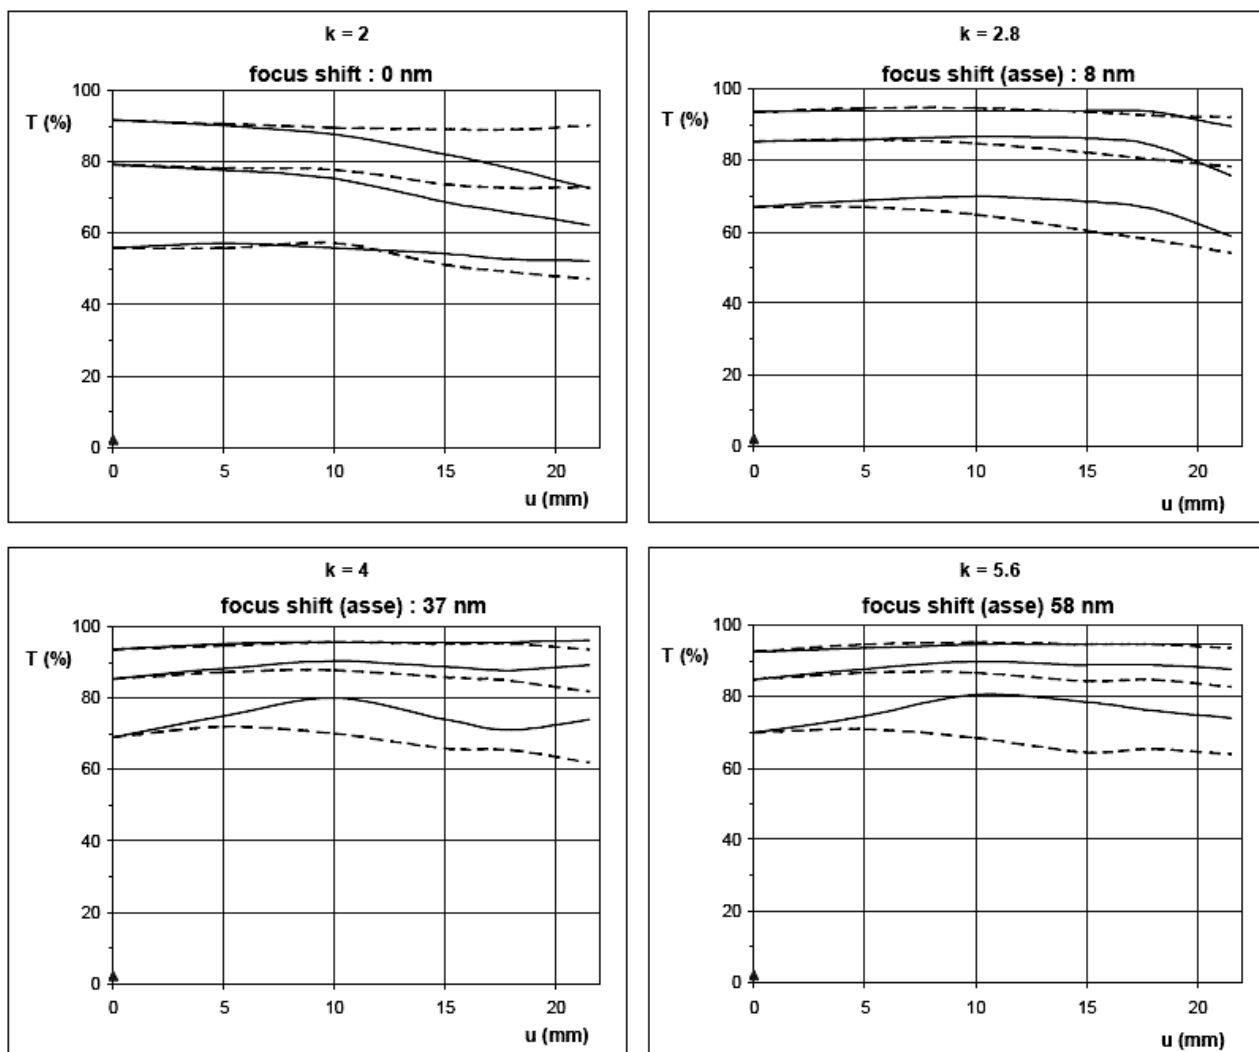 k = 2
focus shift : 0 nm
T (%)
100
80
60
40
20
0
0 5 10 15 20
u (mm)
k = 2.8
focus shift (asse) : 8 nm
T (%)
100
80
60
40
20
0
0 5 10 15 20
u (mm)
k = 4
focus shift (asse) : 37 nm
T (%)
100
80
60
40
20
0
0 5 10 15 20
u (mm)
k = 5.6
focus shift (asse) 58 nm
T (%)
100
80
60
40
20
0
0 5 10 15 20
u (mm)